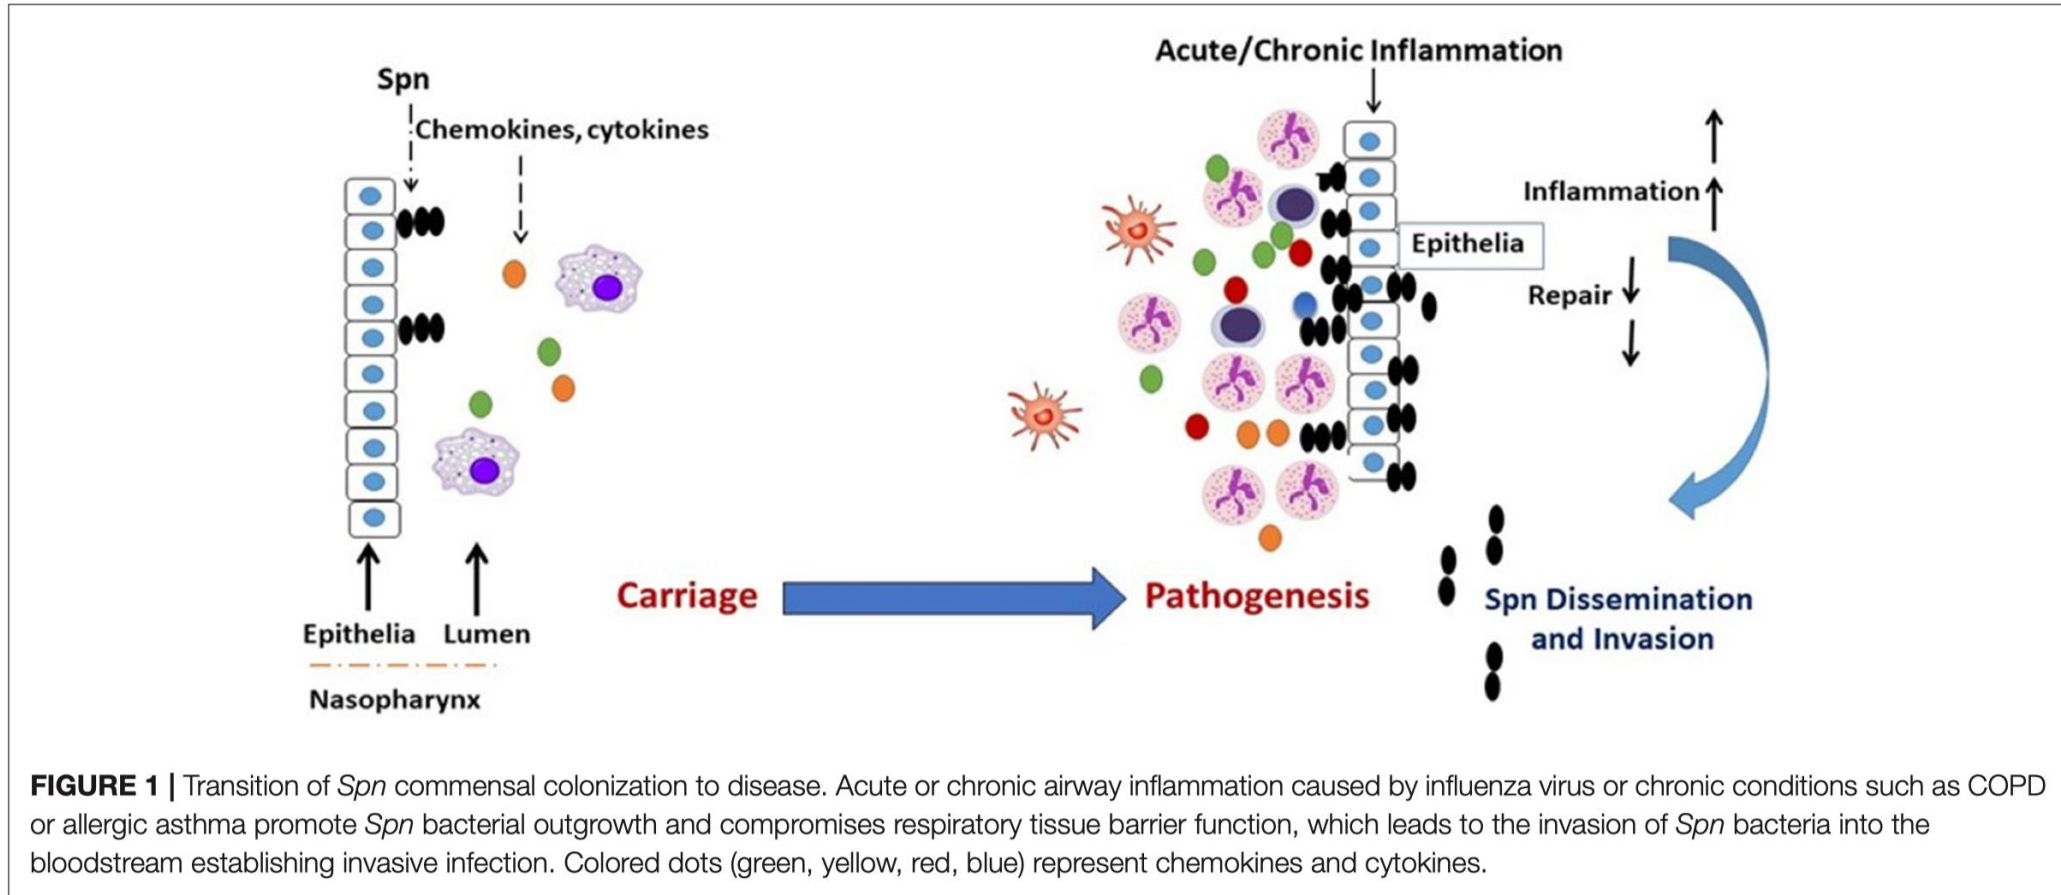 Spn
Chemokines, cytokines
Epithelia Lumen
Nasopharynx
Carriage
Pathogenesis
Acute/Chronic Inflammation
Inflammation
Epithelia
Repair
Spn Dissemination
and Invasion
FIGURE 1 | Transition of Spn commensal colonization to disease. Acute or chronic airway inflammation caused by influenza virus or chronic conditions such as COPD
or allergic asthma promote Spn bacterial outgrowth and compromises respiratory tissue barrier function, which leads to the invasion of Spn bacteria into the
bloodstream establishing invasive infection. Colored dots (green, yellow, red, blue) represent chemokines and cytokines.